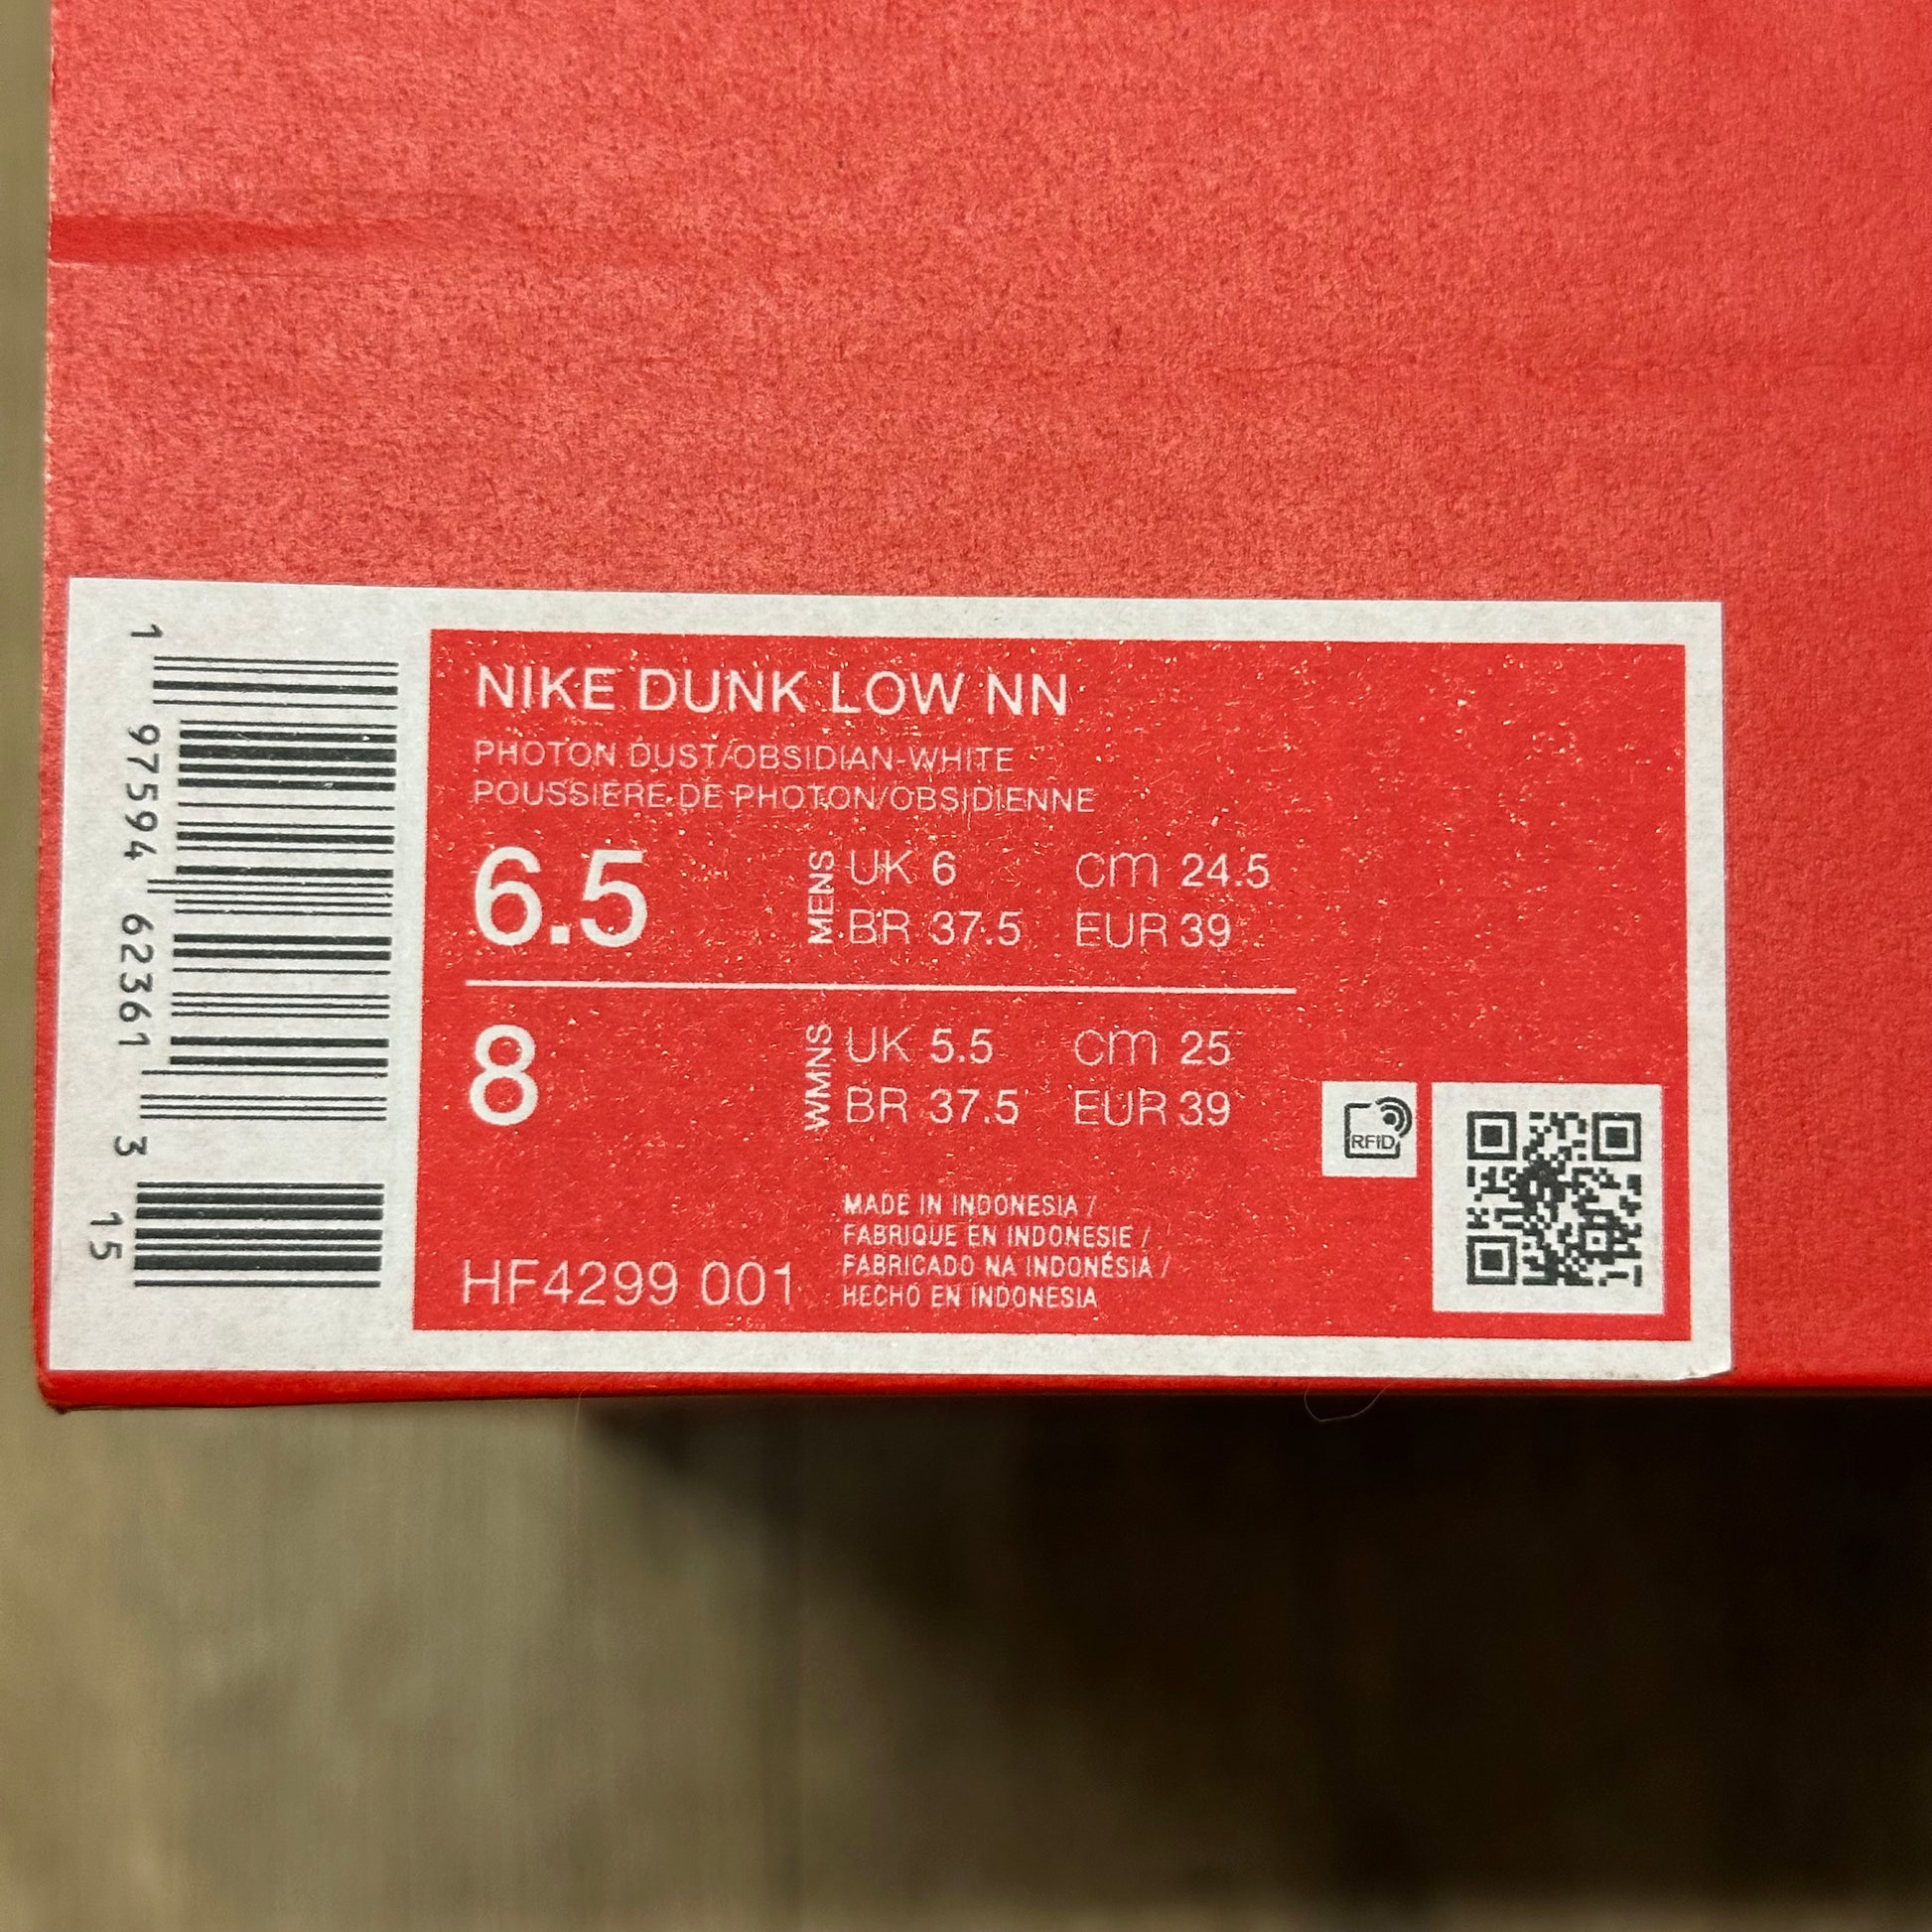 1 97594 62361 3 15
NIKE DUNK LOW NN
PHOTON DUST/OBSIDIAN-WHITE
POUSSIERE DE PHOTON/OBSIDIENNE
6.5 MENS UK 6 cm 24.5
BR 37.5 EUR 39
8 WMNS UK 5.5 cm 25
BR 37.5 EUR 39
RFID
HF4299 001
MADE IN INDONESIA /
FABRIQUE EN INDONESIE /
FABRICADO NA INDONÉSIA /
HECHO EN INDONESIA